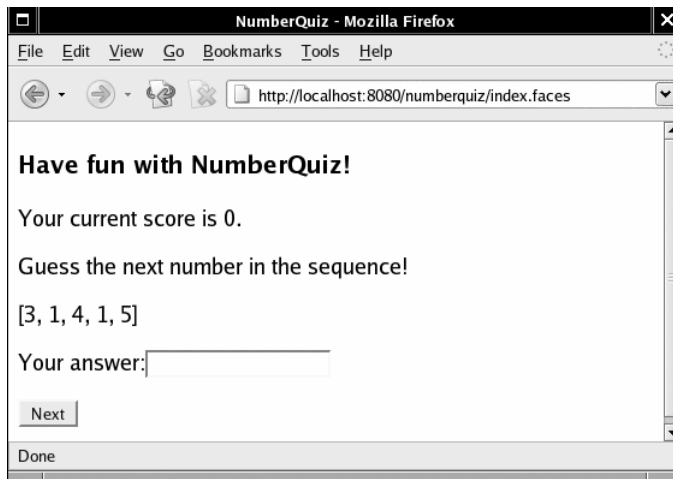 NumberQuiz - Mozilla Firefox
File Edit View Go Bookmarks Tools Help
http://localhost:8080/numberquiz/index.faces
Have fun with NumberQuiz!
Your current score is 0.
Guess the next number in the sequence!
[3, 1, 4, 1, 5]
Your answer:
Next
Done